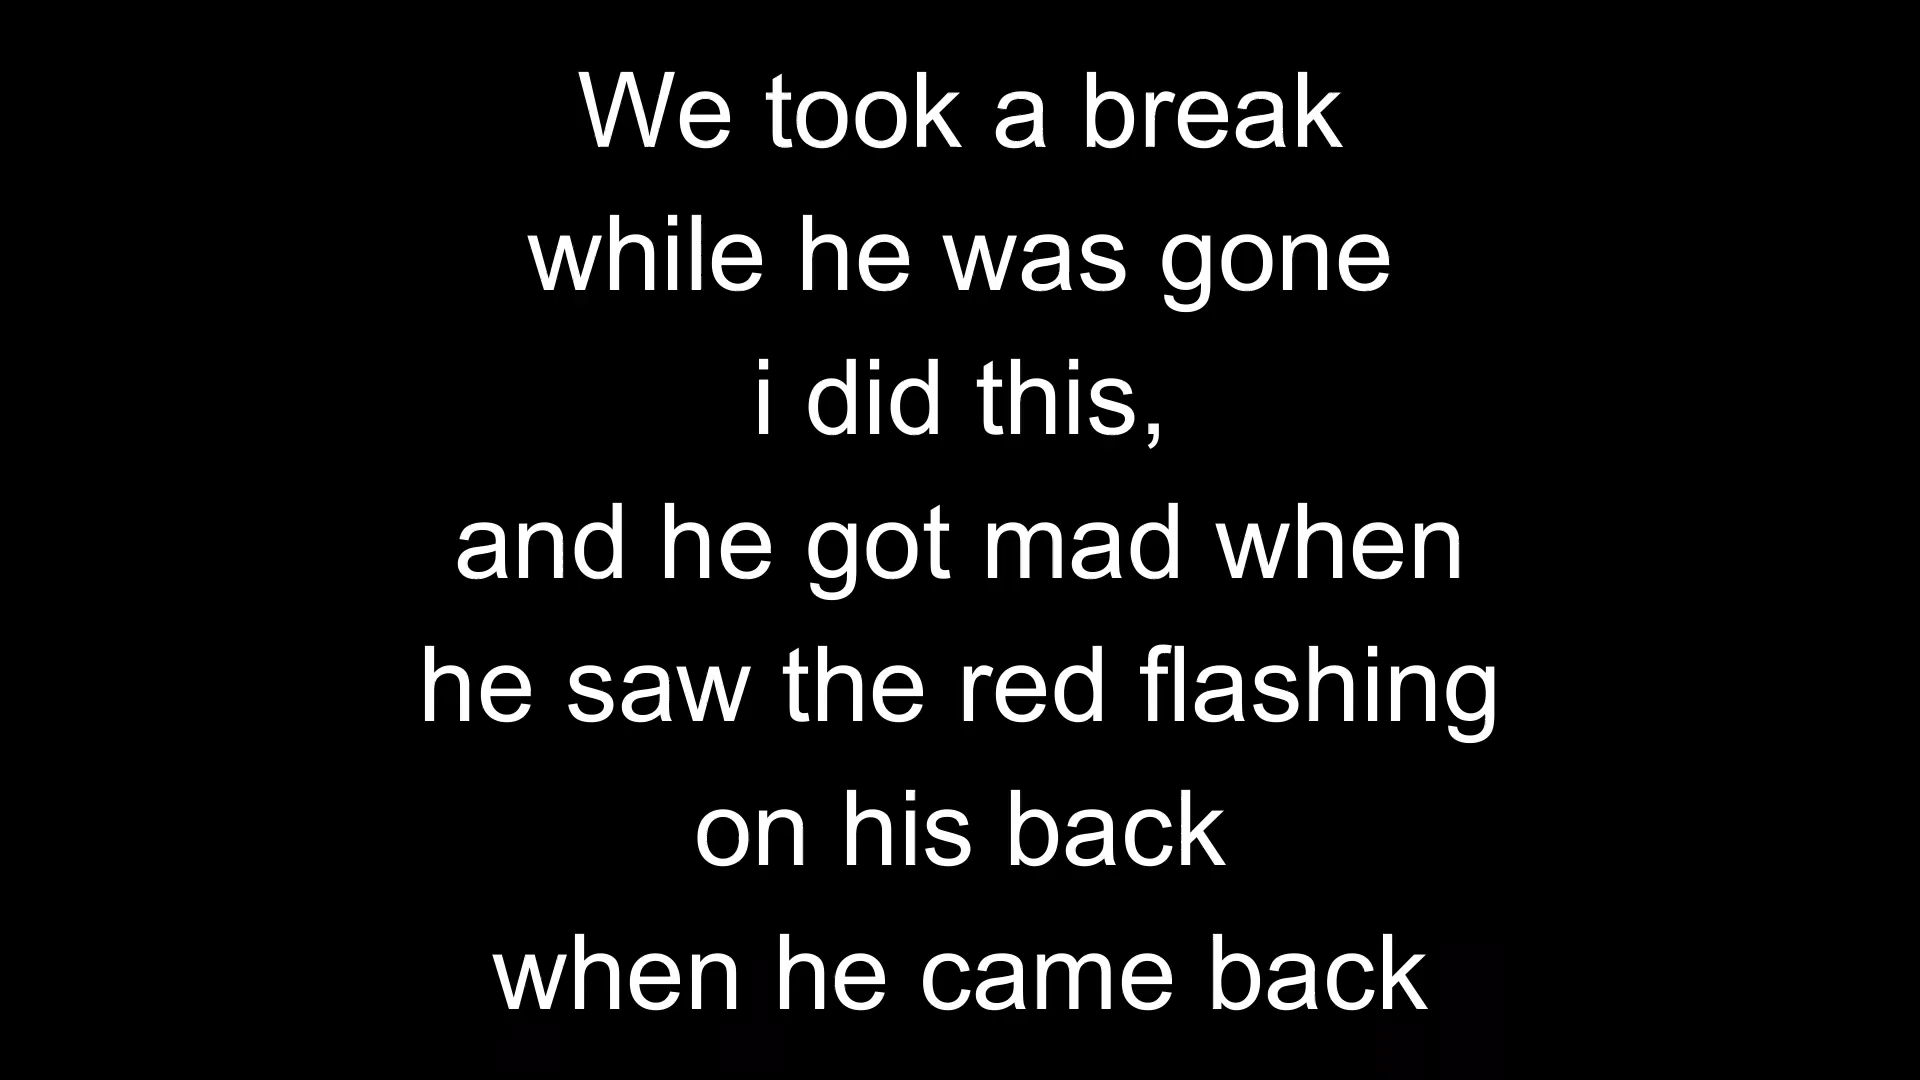 We took a break
while he was gone
i did this,
and he got mad when
he saw the red flashing
on his back
when he came back